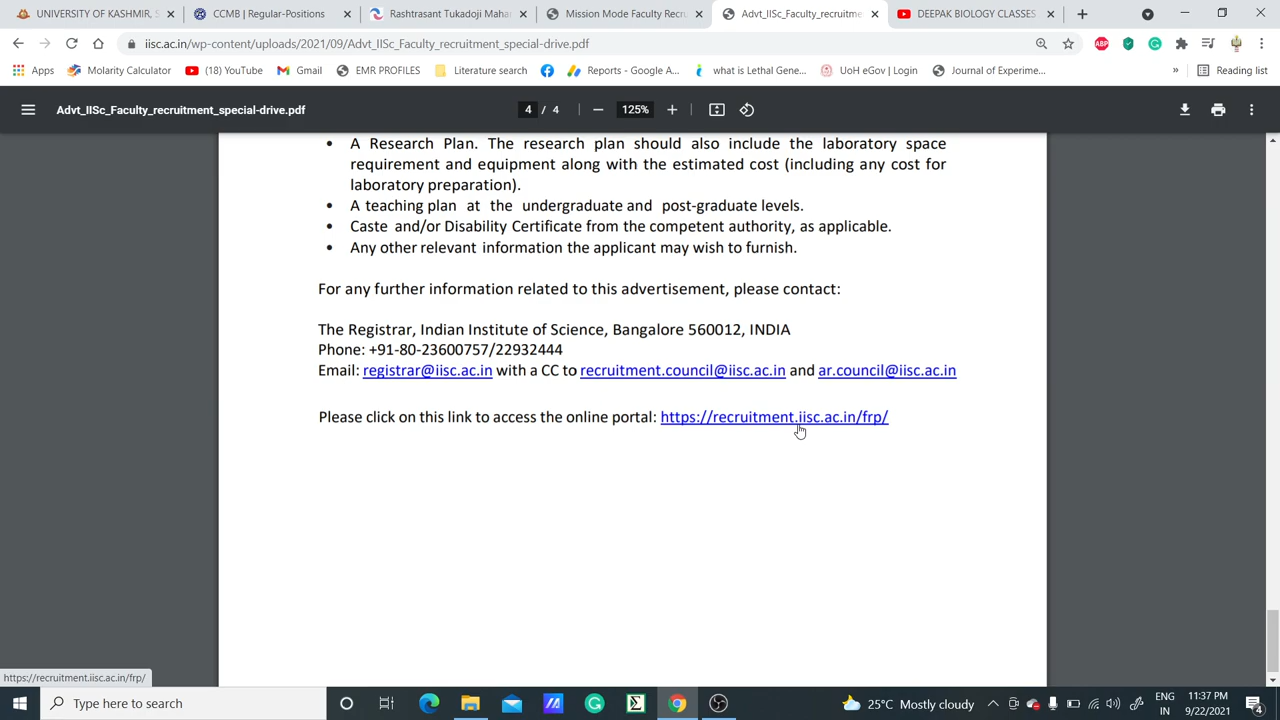 UNIVERSITY OF KASHMIR, S
CCMB | Regular-Positions
Rashtrasant Tukadoji Mahar
Mission Mode Faculty Recru
Advt_IISc_Faculty_recruitme
DEEPAK BIOLOGY CLASSES
iisc.ac.in/wp-content/uploads/2021/09/Advt_IISc_Faculty_recruitment_special-drive.pdf
Apps
Molarity Calculator
(18) YouTube
Gmail
EMR PROFILES
Literature search
Reports - Google A...
what is Lethal Gene...
UoH eGov | Login
Journal of Experime...
»
Reading list
Advt_IISc_Faculty_recruitment_special-drive.pdf
4 / 4
125%
• A Research Plan. The research plan should also include the laboratory space
requirement and equipment along with the estimated cost (including any cost for
laboratory preparation).
• A teaching plan at the undergraduate and post-graduate levels.
• Caste and/or Disability Certificate from the competent authority, as applicable.
• Any other relevant information the applicant may wish to furnish.
For any further information related to this advertisement, please contact:
The Registrar, Indian Institute of Science, Bangalore 560012, INDIA
Phone: +91-80-23600757/22932444
Email: registrar@iisc.ac.in with a CC to recruitment.council@iisc.ac.in and ar.council@iisc.ac.in
Please click on this link to access the online portal: https://recruitment.iisc.ac.in/frp/
https://recruitment.iisc.ac.in/frp/
Type here to search
25°C Mostly cloudy
ENG
IN
11:37 PM
9/22/2021